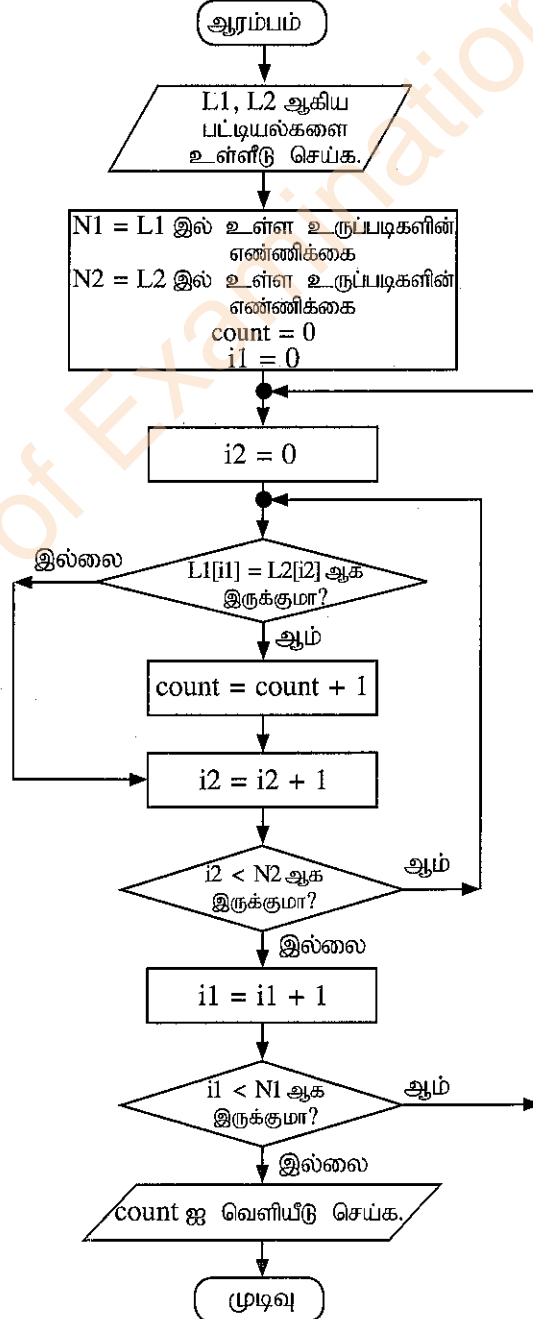 ஆரம்பம்
L1, L2 ஆகிய
பட்டியல்களை
உள்ளீடு செய்க.
N1 = L1 இல் உள்ள உருப்படிகளின்
எண்ணிக்கை
N2 = L2 இல் உள்ள உருப்படிகளின்
எண்ணிக்கை
count = 0
i1 = 0
i2 = 0
இல்லை
L1[i1] = L2[i2] ஆக
இருக்குமா?
ஆம்
count = count + 1
i2 = i2 + 1
i2 < N2 ஆக
இருக்குமா?
ஆம்
இல்லை
i1 = i1 + 1
i1 < N1 ஆக
இருக்குமா?
ஆம்
இல்லை
count ஐ வெளியீடு செய்க.
முடிவு
of Examination